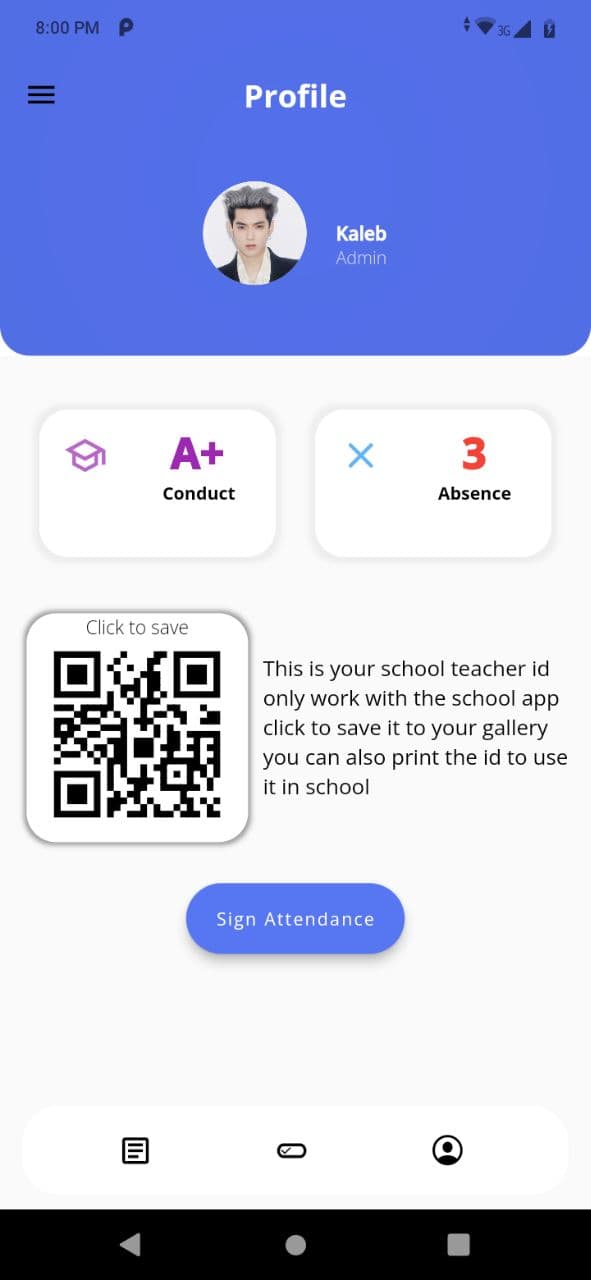 8:00 PM
3G
Profile
Kaleb
Admin
A+
Conduct
3
Absence
Click to save
This is your school teacher id
only work with the school app
click to save it to your gallery
you can also print the id to use
it in school
Sign Attendance